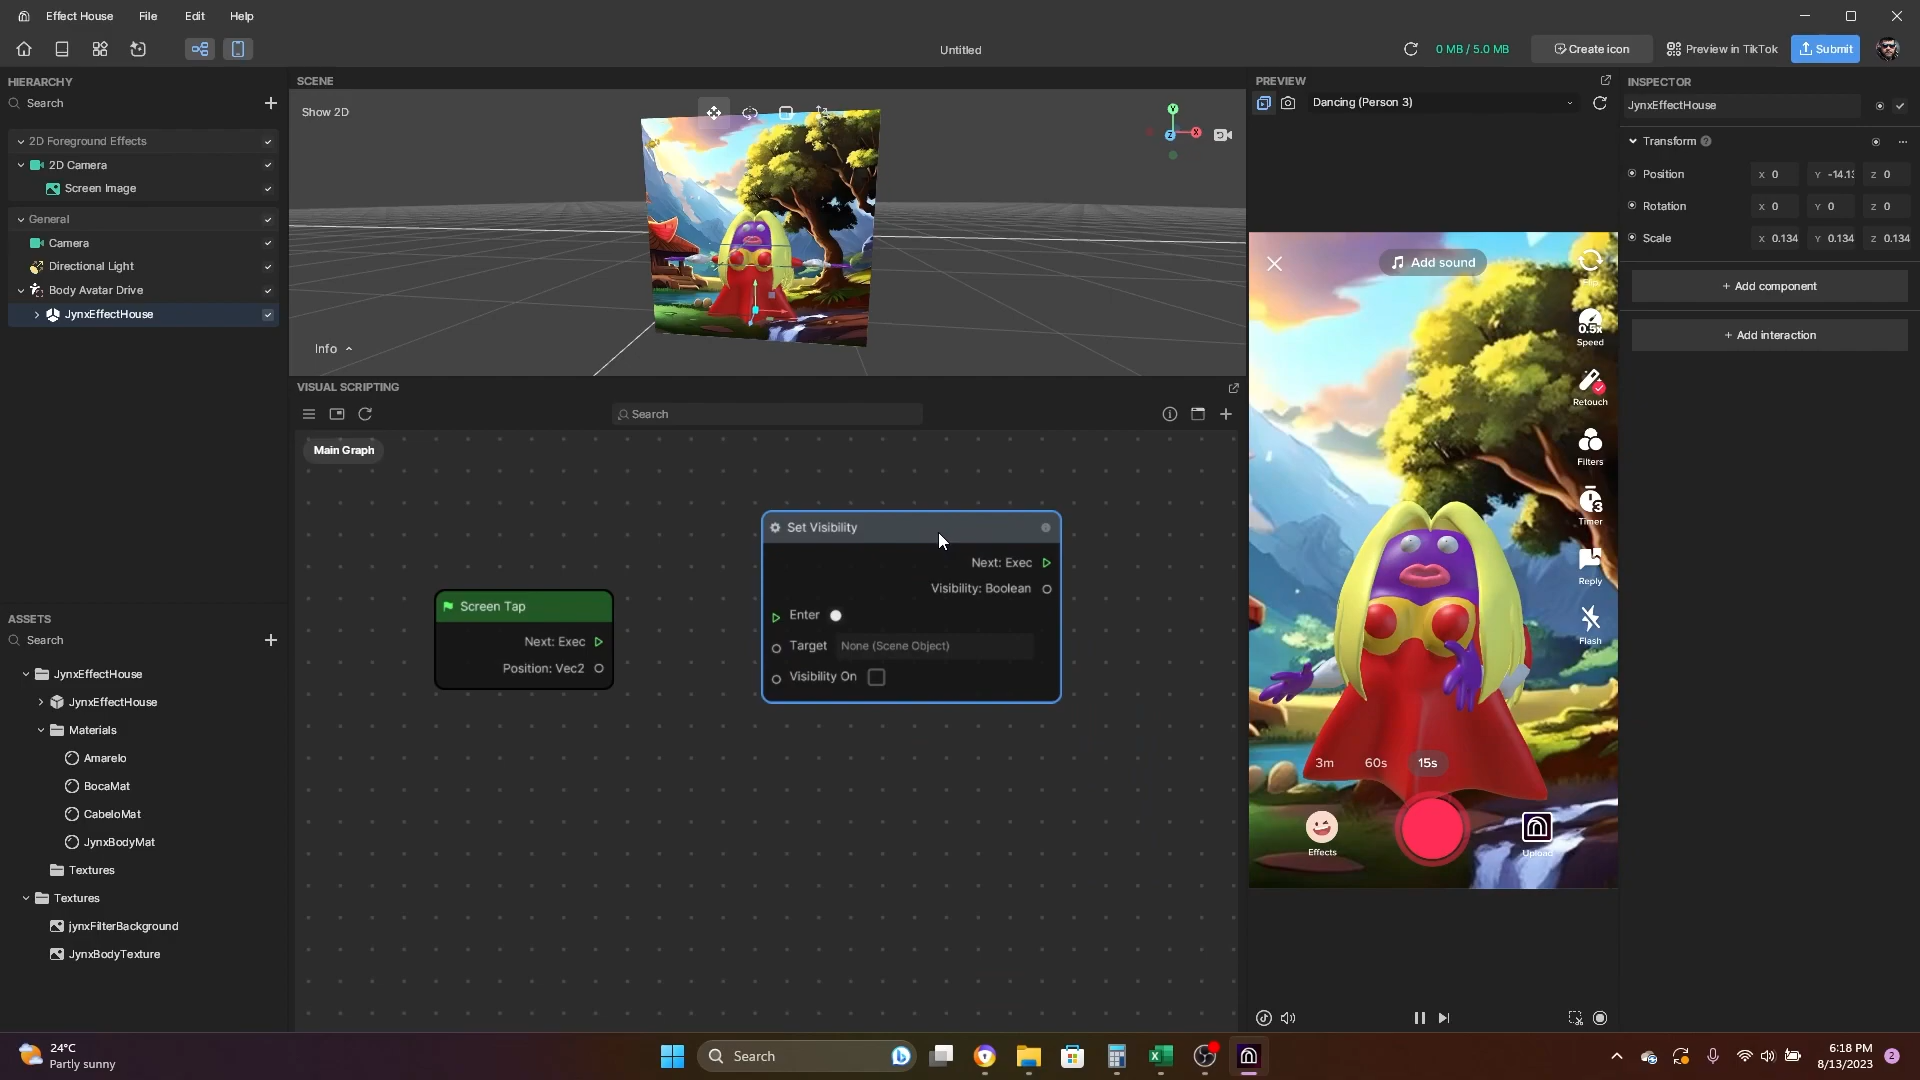 Effect House
File
Edit
Help
Untitled
0 MB / 5.0 MB
Create icon
Preview in TikTok
Submit
HIERARCHY
Search
2D Foreground Effects
2D Camera
Screen Image
General
Camera
Directional Light
Body Avatar Drive
JynxEffectHouse
ASSETS
Search
JynxEffectHouse
JynxEffectHouse
Materials
Amarelo
BocaMat
CabeloMat
JynxBodyMat
Textures
Textures
jynxFilterBackground
JynxBodyTexture
SCENE
Show 2D
Y
X
Z
Info
VISUAL SCRIPTING
Search
Main Graph
Screen Tap
Next: Exec
Position: Vec2
Set Visibility
Next: Exec
Visibility: Boolean
Enter
Target None (Scene Object)
Visibility On
PREVIEW
Dancing (Person 3)
Add sound
Flip
0.5x
Speed
Retouch
Filters
3
Timer
Reply
Flash
3m 60s 15s
Effects
Upload
INSPECTOR
JynxEffectHouse
Transform ?
Position X 0 Y -14.13 Z 0
Rotation X 0 Y 0 Z 0
Scale X 0.134 Y 0.134 Z 0.134
+ Add component
+ Add interaction
24°C
Partly sunny
Search
6:18 PM
8/13/2023
2